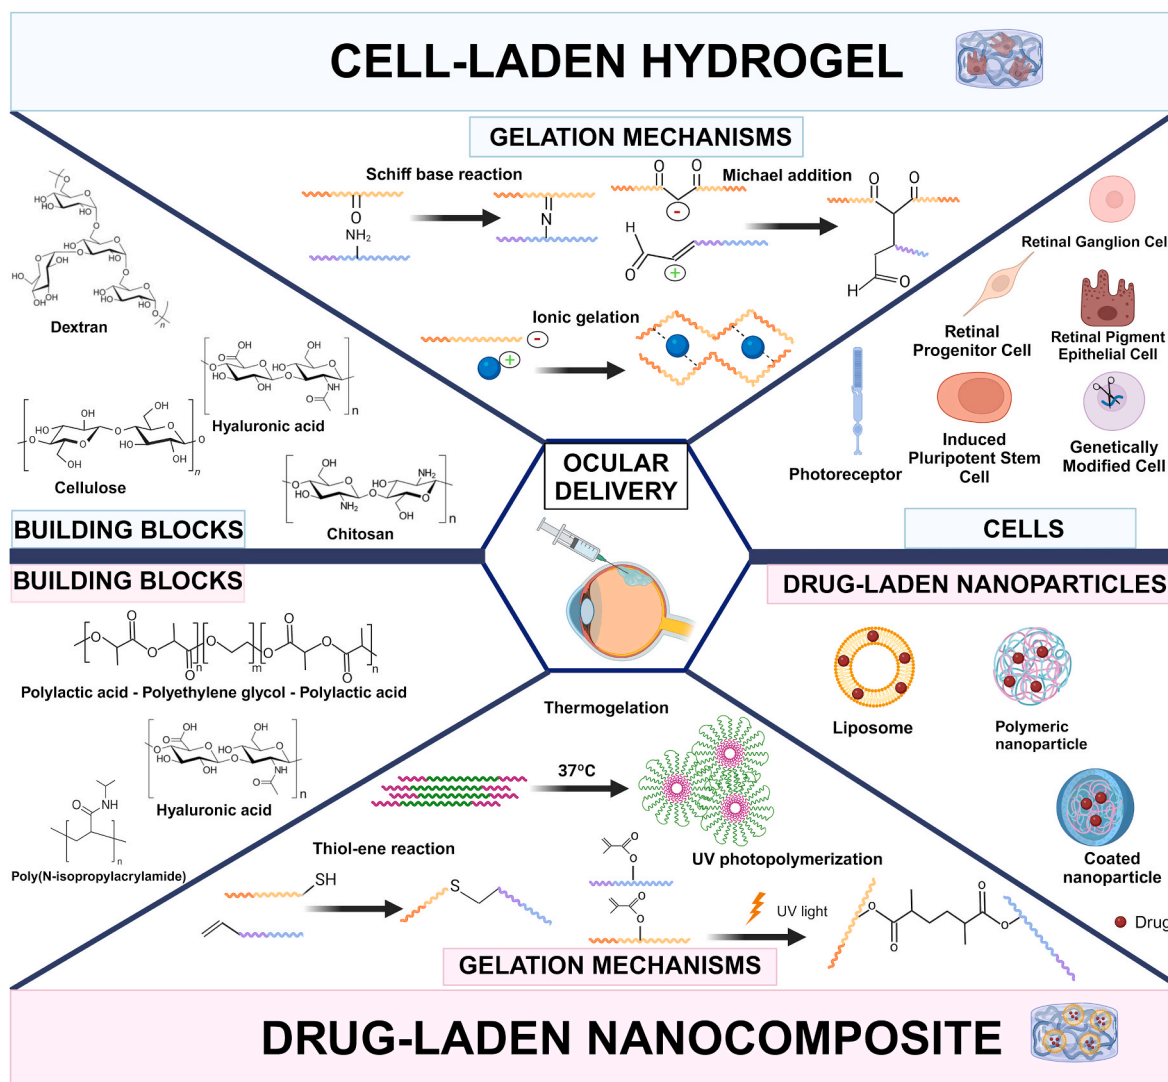 CELL-LADEN HYDROGEL
GELATION MECHANISMS
Schiff base reaction
Michael addition
O
NH2
N
O
O
-
H
O
+
O
O
H
O
Ionic gelation
-
+
Dextran
Hyaluronic acid
Cellulose
Chitosan
BUILDING BLOCKS
Retinal Ganglion Cell
Retinal
Progenitor Cell
Retinal Pigment
Epithelial Cell
Photoreceptor
Induced
Pluripotent Stem
Cell
Genetically
Modified Cell
CELLS
OCULAR
DELIVERY
BUILDING BLOCKS
Polylactic acid - Polyethylene glycol - Polylactic acid
Hyaluronic acid
Poly(N-isopropylacrylamide)
DRUG-LADEN NANOPARTICLES
Liposome
Polymeric
nanoparticle
Coated
nanoparticle
Drug
Thermogelation
37°C
Thiol-ene reaction
SH
S
UV photopolymerization
UV light
GELATION MECHANISMS
DRUG-LADEN NANOCOMPOSITE